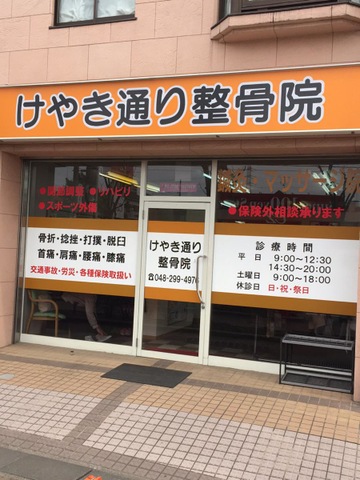 けやき通り整骨院
●骨盤調整 ●リハビリ
●スポーツ外傷
●保険外相談承ります
骨折・捻挫・打撲・脱臼
首痛・肩痛・腰痛・膝痛
交通事故・労災・各種保険取扱い
けやき通り
整骨院
☎048-299-4976
診療時間
平 日 9:00〜12:30
14:30〜20:00
土曜日 9:00〜18:00
休診日 日・祝・祭日